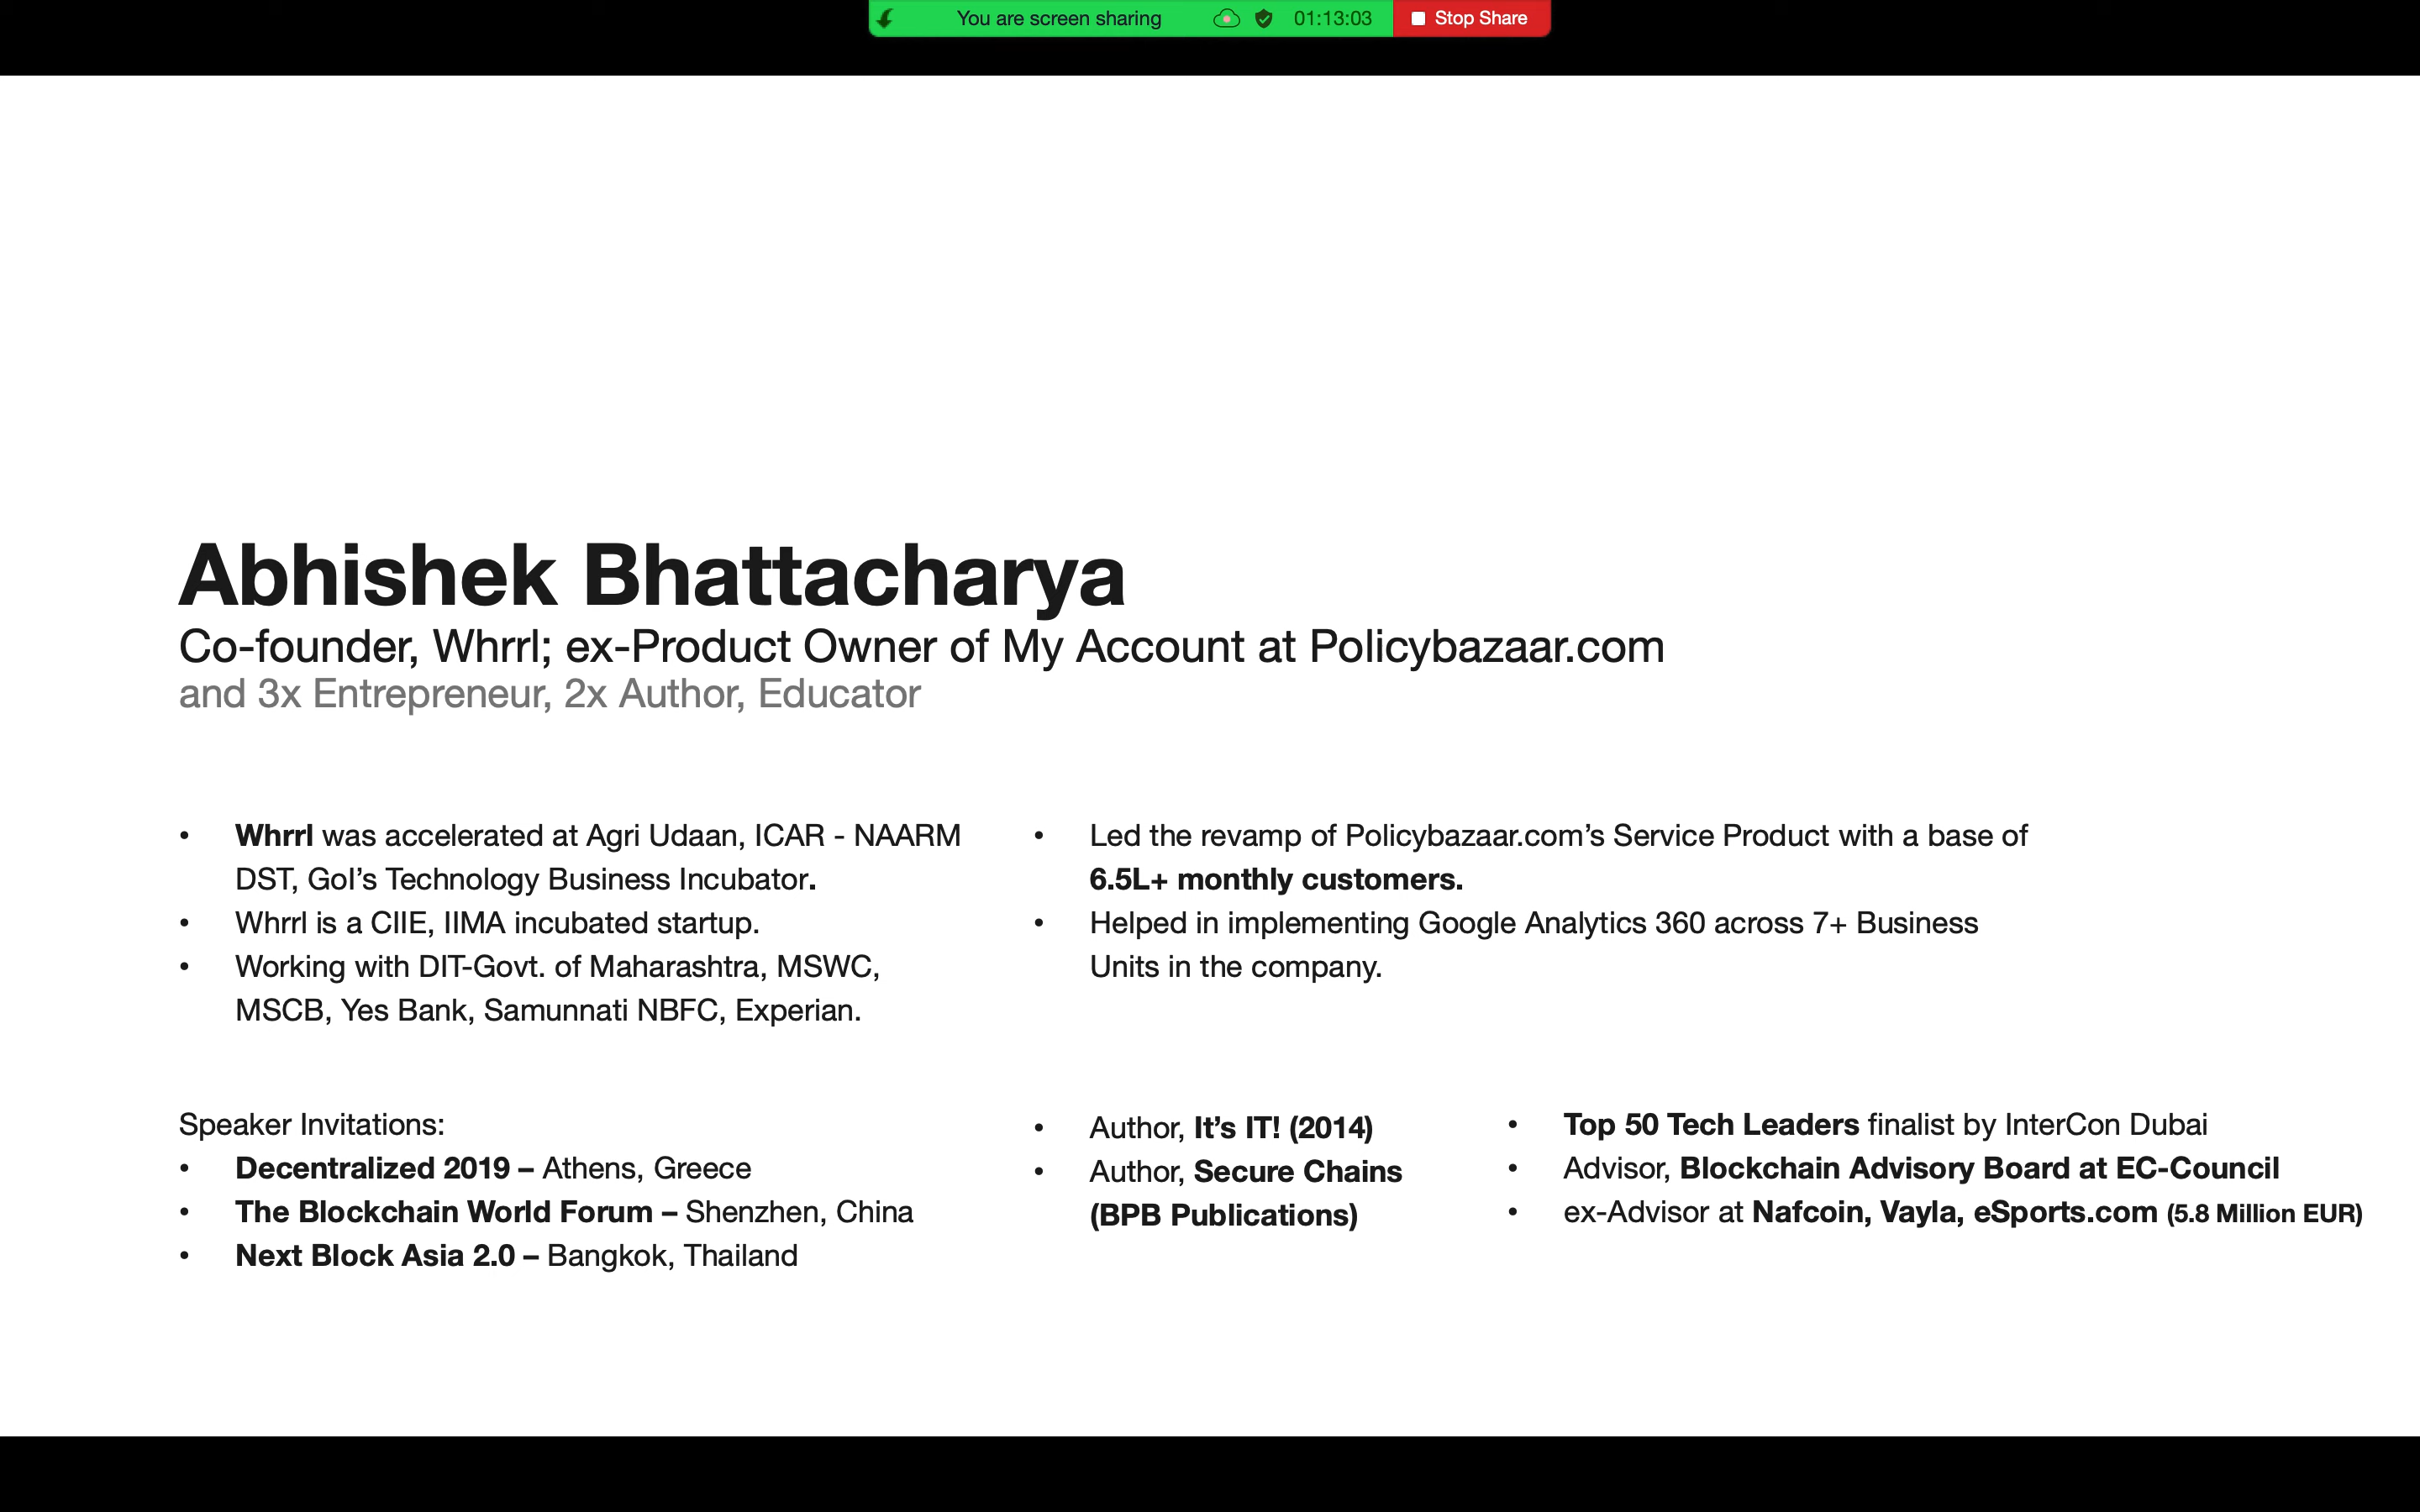 You are screen sharing 01:13:03 Stop Share
Abhishek Bhattacharya
Co-founder, Whrrl; ex-Product Owner of My Account at Policybazaar.com
and 3x Entrepreneur, 2x Author, Educator
• Whrrl was accelerated at Agri Udaan, ICAR - NAARM
DST, GoI’s Technology Business Incubator.
• Whrrl is a CIIE, IIMA incubated startup.
• Working with DIT-Govt. of Maharashtra, MSWC,
MSCB, Yes Bank, Samunnati NBFC, Experian.
• Led the revamp of Policybazaar.com’s Service Product with a base of
6.5L+ monthly customers.
• Helped in implementing Google Analytics 360 across 7+ Business
Units in the company.
Speaker Invitations:
• Decentralized 2019 – Athens, Greece
• The Blockchain World Forum – Shenzhen, China
• Next Block Asia 2.0 – Bangkok, Thailand
• Author, It’s IT! (2014)
• Author, Secure Chains
(BPB Publications)
• Top 50 Tech Leaders finalist by InterCon Dubai
• Advisor, Blockchain Advisory Board at EC-Council
• ex-Advisor at Nafcoin, Vayla, eSports.com (5.8 Million EUR)